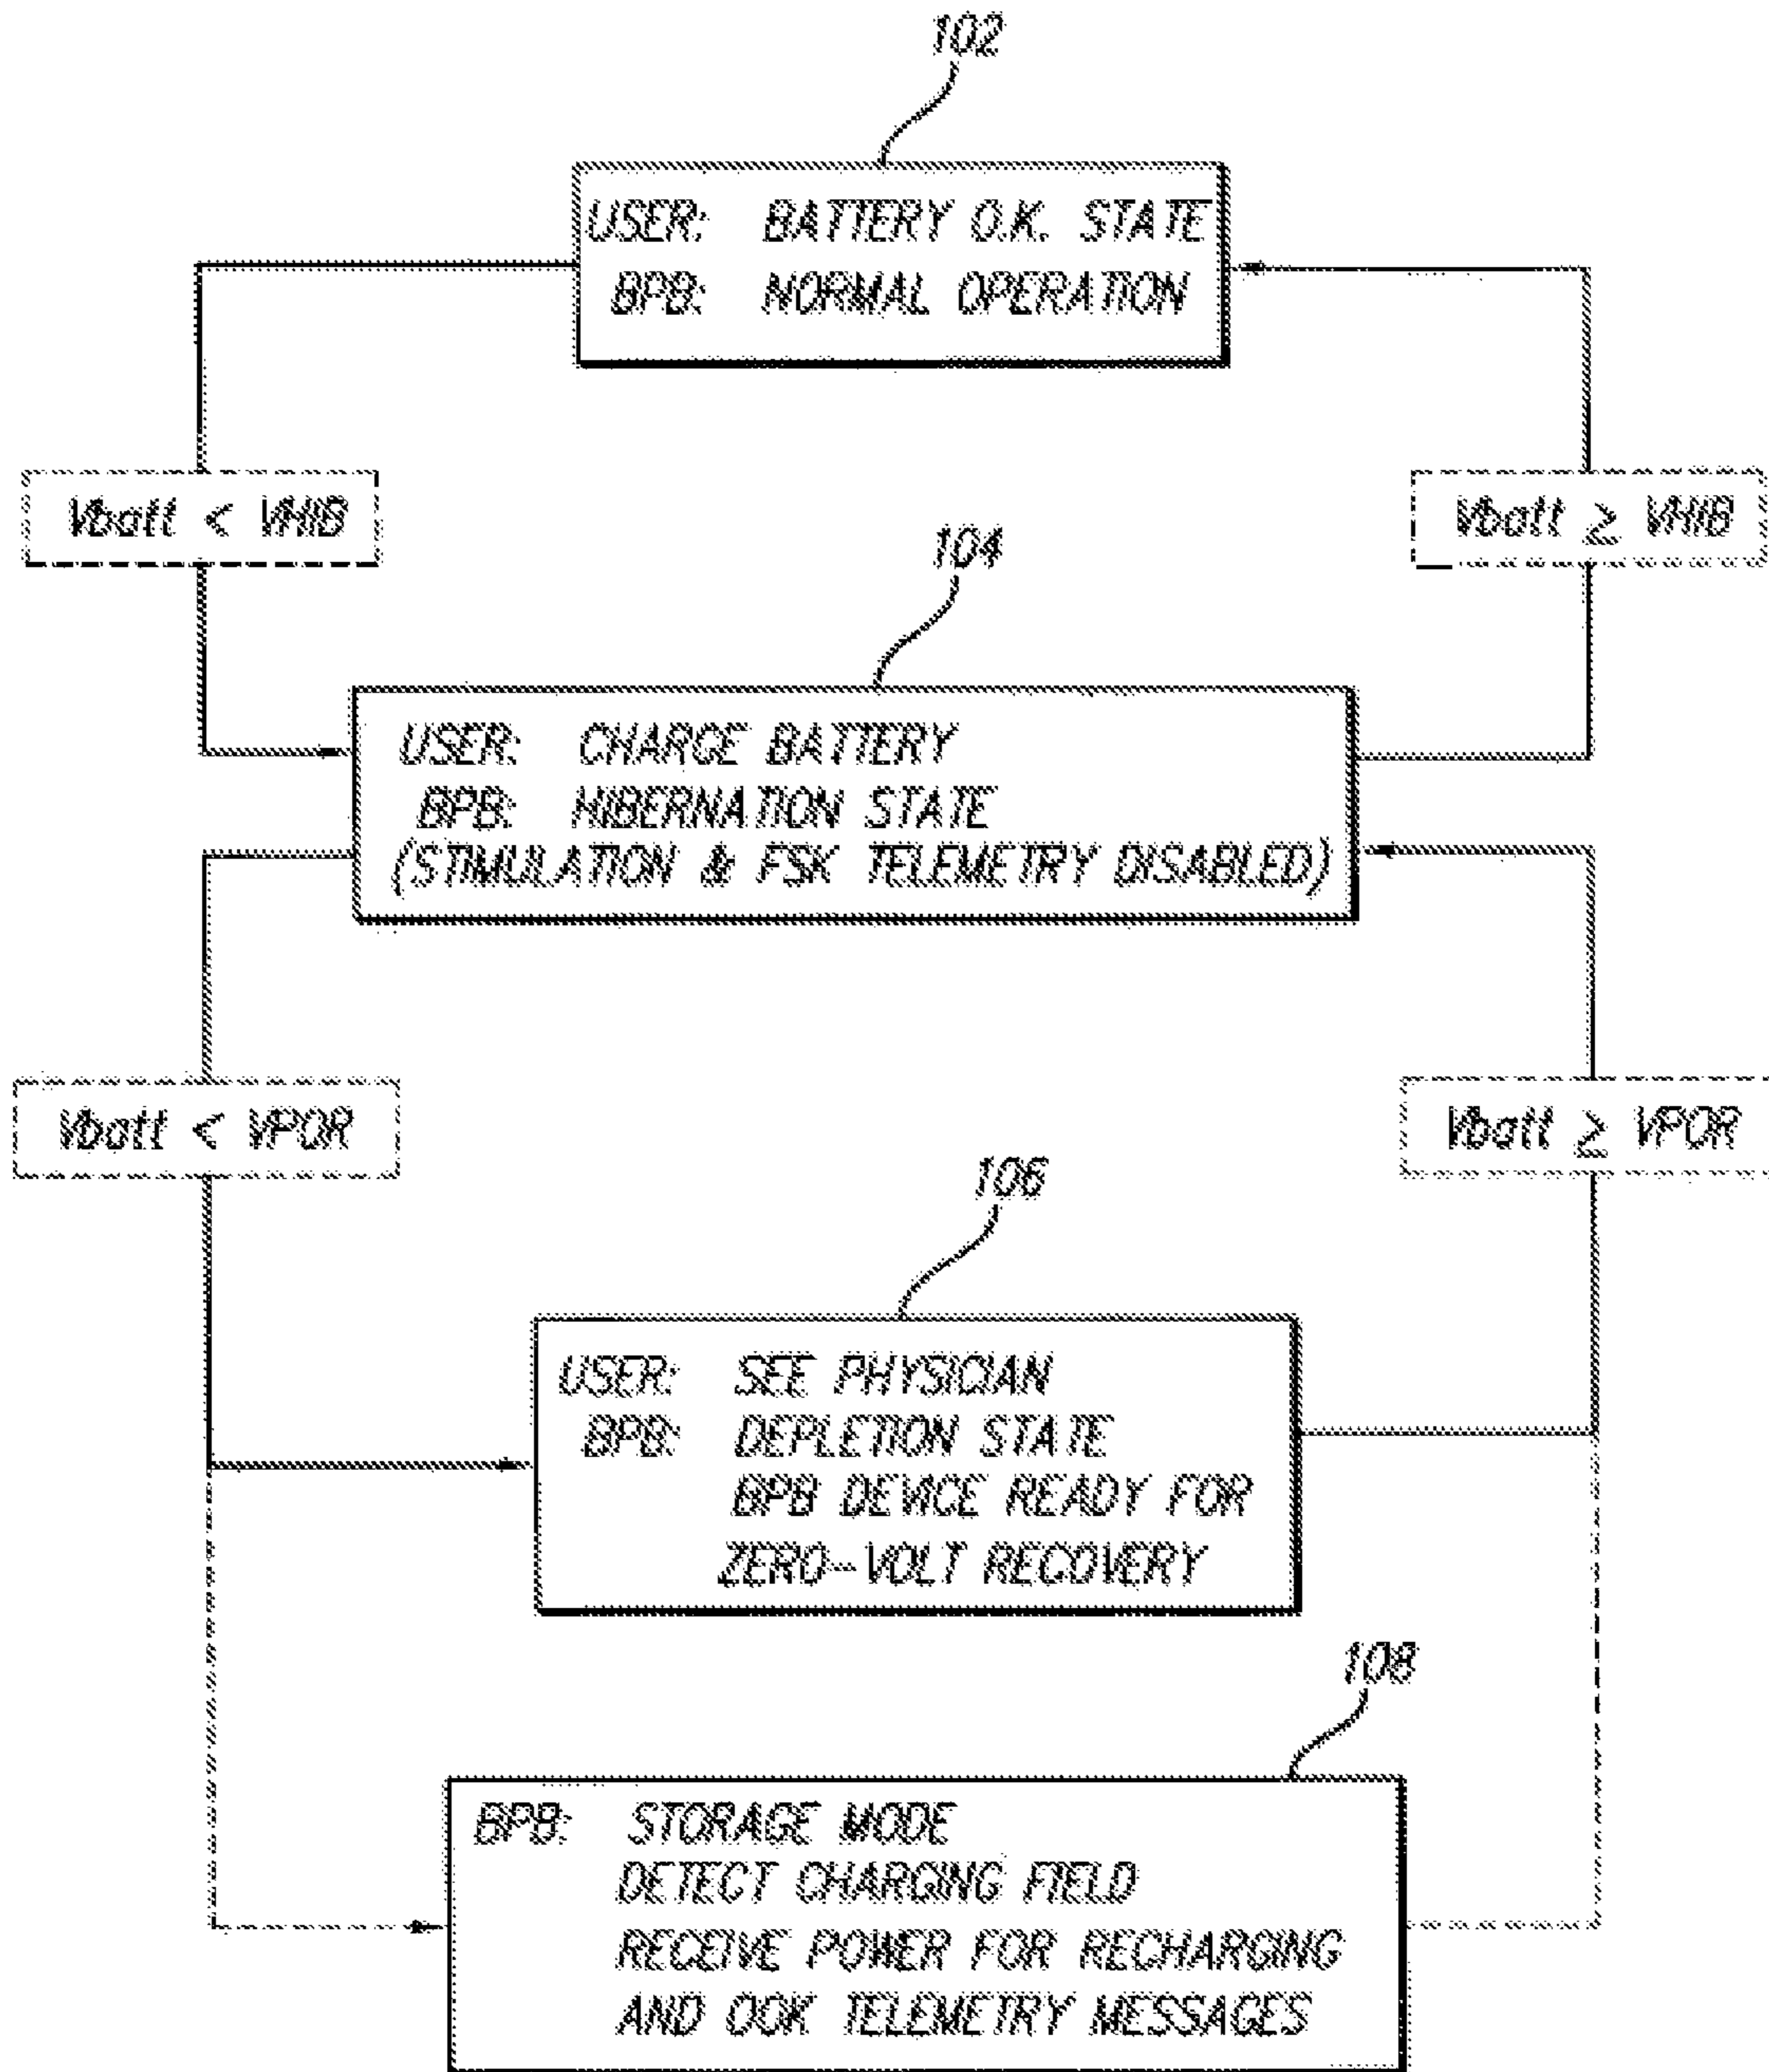 102
USER: BATTERY O.K. STATE
BPB: NORMAL OPERATION
Vbatt < VHIB
Vbatt ≥ VHIB
104
USER: CHARGE BATTERY
BPB: HIBERNATION STATE
(STIMULATION & FSK TELEMETRY DISABLED)
Vbatt < VPOR
Vbatt ≥ VPOR
106
USER: SEE PHYSICIAN
BPB: DEPLETION STATE
BPB DEVICE READY FOR
ZERO-VOLT RECOVERY
108
BPB: STORAGE MODE
DETECT CHARGING FIELD
RECEIVE POWER FOR RECHARGING
AND OOK TELEMETRY MESSAGES